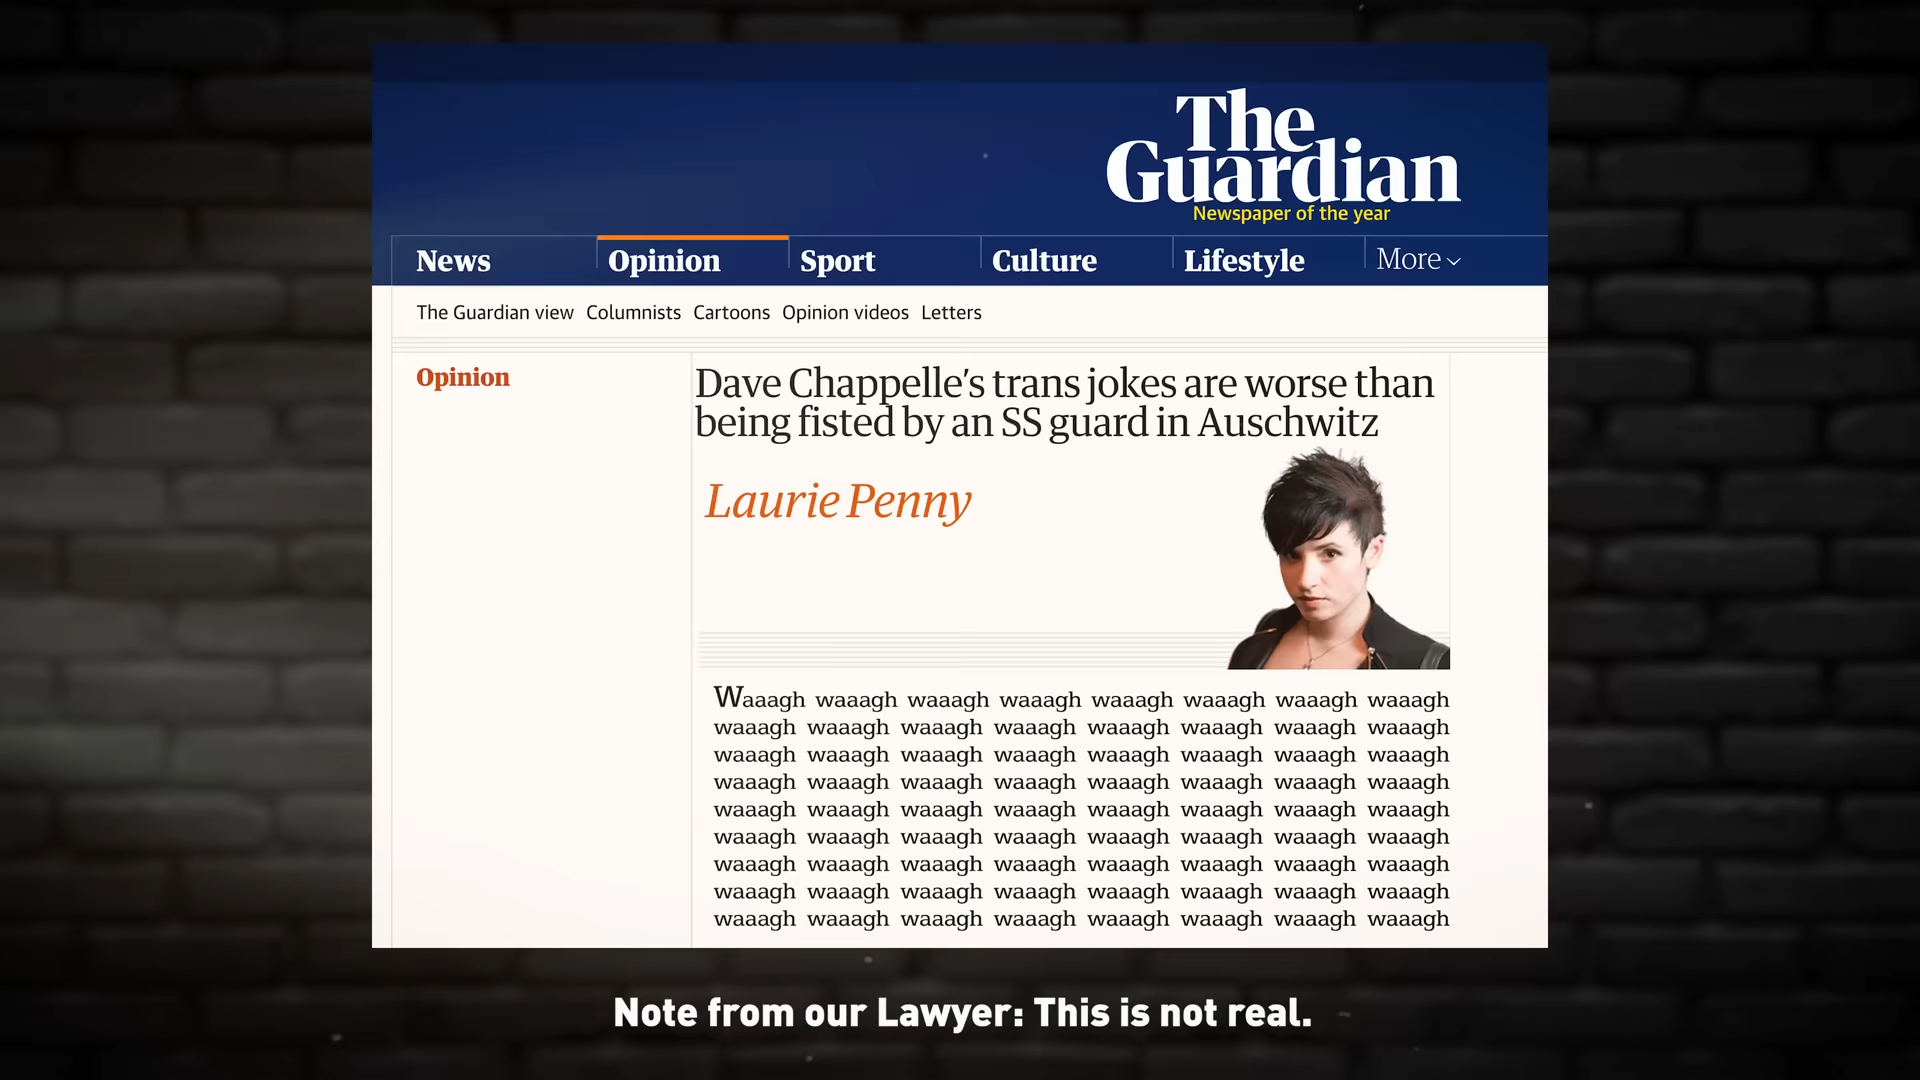 The
Guardian
Newspaper of the year
News Opinion Sport Culture Lifestyle More
The Guardian view Columnists Cartoons Opinion videos Letters
Opinion
Dave Chappelle’s trans jokes are worse than
being fisted by an SS guard in Auschwitz
Laurie Penny
Waaagh waaagh waaagh waaagh waaagh waaagh waaagh waaagh
waaagh waaagh waaagh waaagh waaagh waaagh waaagh waaagh
waaagh waaagh waaagh waaagh waaagh waaagh waaagh waaagh
waaagh waaagh waaagh waaagh waaagh waaagh waaagh waaagh
waaagh waaagh waaagh waaagh waaagh waaagh waaagh waaagh
waaagh waaagh waaagh waaagh waaagh waaagh waaagh waaagh
waaagh waaagh waaagh waaagh waaagh waaagh waaagh waaagh
waaagh waaagh waaagh waaagh waaagh waaagh waaagh waaagh
waaagh waaagh waaagh waaagh waaagh waaagh waaagh waaagh
Note from our Lawyer: This is not real.